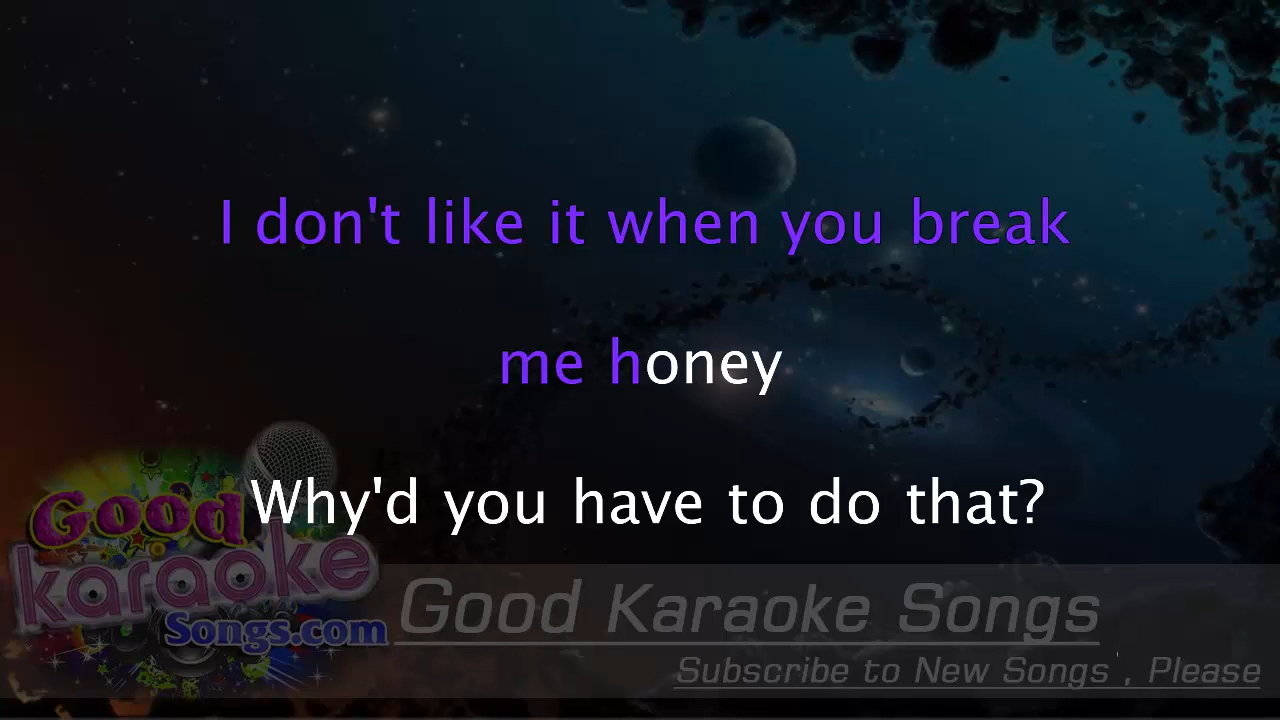 I don't like it when you break
me honey
Why'd you have to do that?
Good
karaoke
Songs.com
Good Karaoke Songs
Subscribe to New Songs , Please